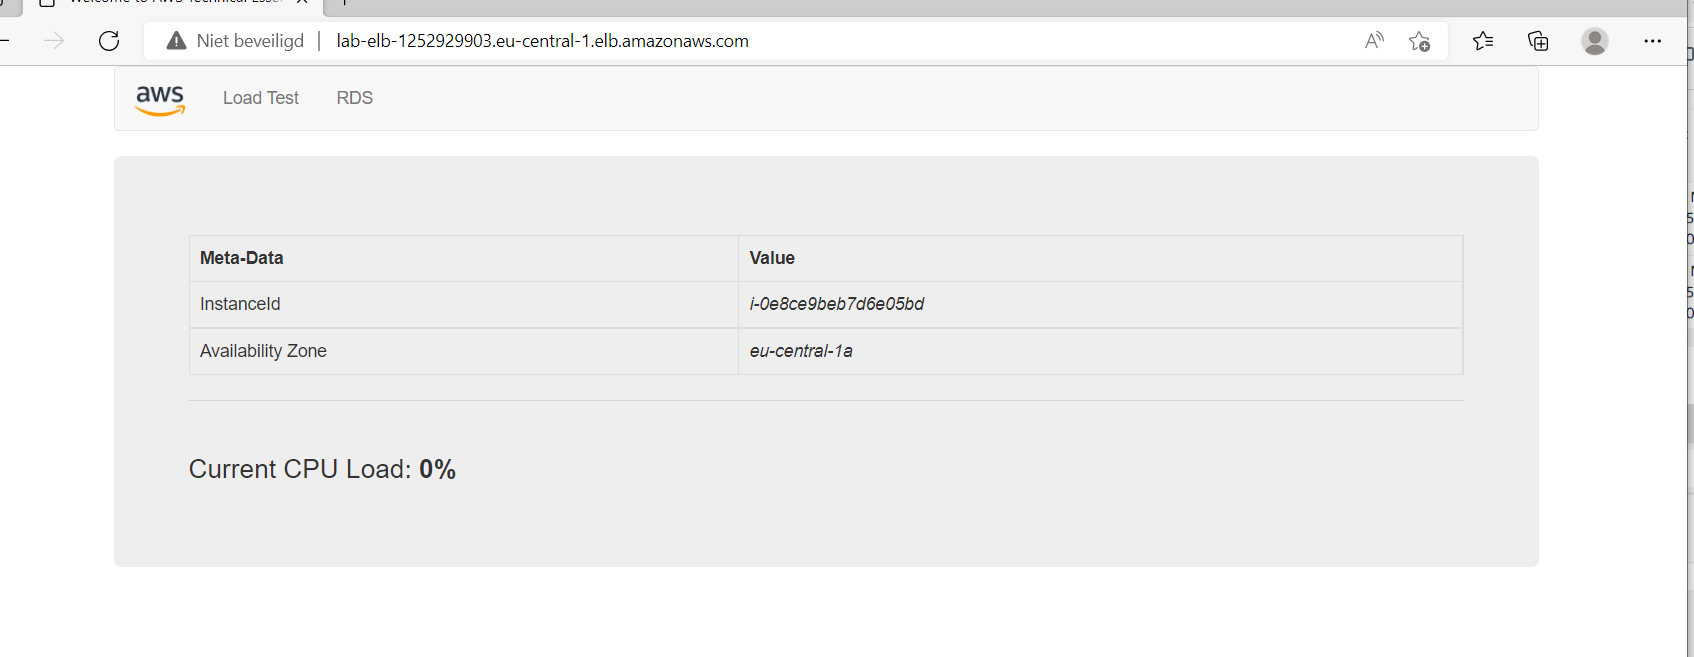 Niet beveiligd | lab-elb-1252929903.eu-central-1.elb.amazonaws.com
aws Load Test RDS
Meta-Data Value
InstanceId i-0e8ce9beb7d6e05bd
Availability Zone eu-central-1a
Current CPU Load: 0%